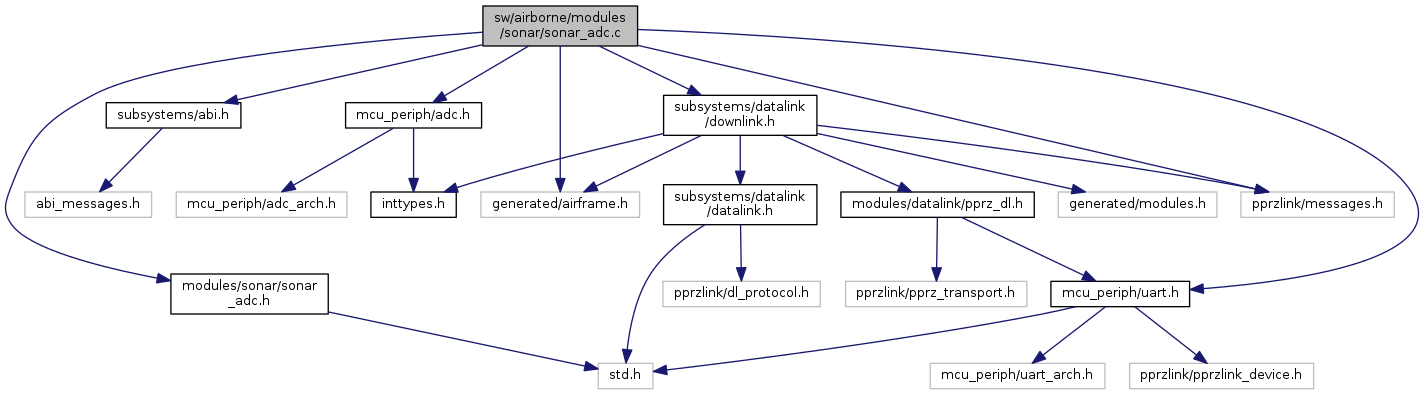 sw/airborne/modules
/sonar/sonar_adc.c
subsystems/abi.h
mcu_periph/adc.h
subsystems/datalink
/downlink.h
abi_messages.h
mcu_periph/adc_arch.h
inttypes.h
generated/airframe.h
subsystems/datalink
/datalink.h
modules/datalink/pprz_dl.h
generated/modules.h
pprzlink/messages.h
modules/sonar/sonar
_adc.h
pprzlink/dl_protocol.h
pprzlink/pprz_transport.h
mcu_periph/uart.h
std.h
mcu_periph/uart_arch.h
pprzlink/pprzlink_device.h